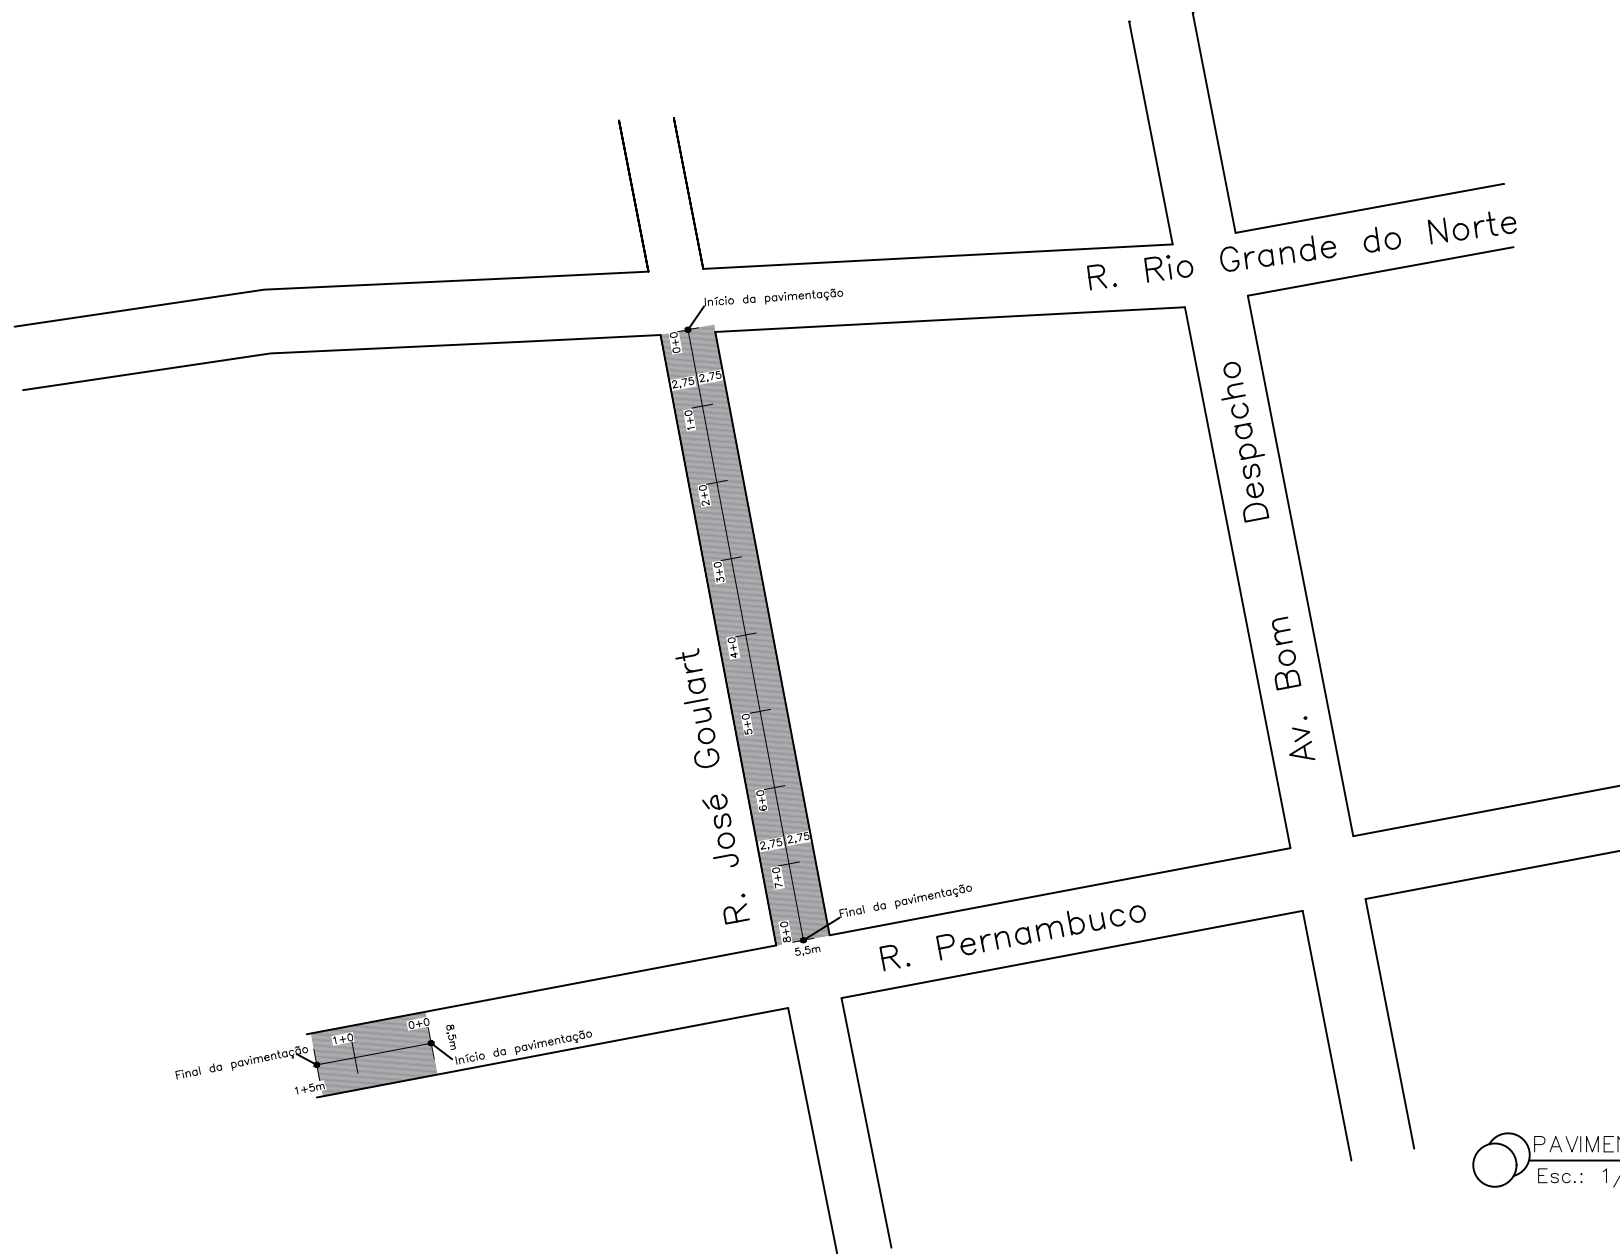 R. Rio Grande do Norte
Início da pavimentação
0+0
2,75 2,75
1+0
2+0
3+0
4+0
5+0
6+0
2,75 2,75
7+0
8+0
5,5m
Final da pavimentação
R. José Goulart
Av. Bom Despacho
R. Pernambuco
0+0
8,5m
1+0
Início da pavimentação
Final da pavimentação
1+5m
Esc.: 1/